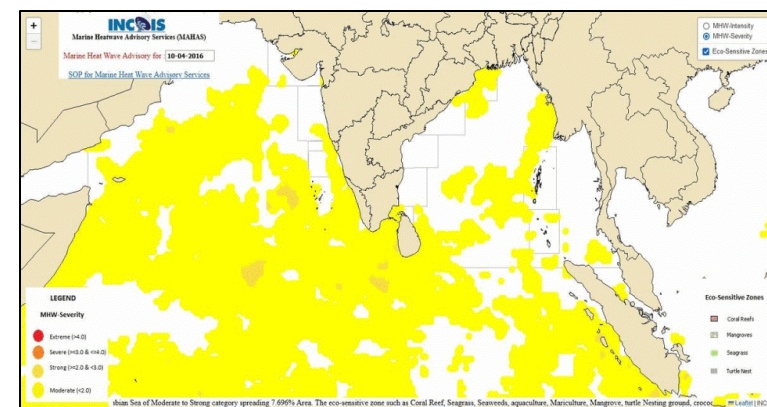 +
−
INCOIS
Marine Heatwave Advisory Services (MAHAS)
Marine Heat Wave Advisory for 10-04-2016
SOP for Marine Heat Wave Advisory Services
MHW-Intensity
MHW-Severity
Eco-Sensitive Zones
LEGEND
MHW-Severity
Extreme (>4.0)
Severe (>=3.0 & <=4.0)
Strong (>=2.0 & <3.0)
Moderate (<2.0)
Eco-Sensitive Zones
Coral Reefs
Mangroves
Seagrass
Turtle Nest
bian Sea of Moderate to Strong category spreading 7.696% Area. The eco-sensitive zone such as Coral Reef, Seagrass, Seaweeds, aquaculture, Mariculture, Mangrove, turtle Nesting ground, crococ
Leaflet | INC